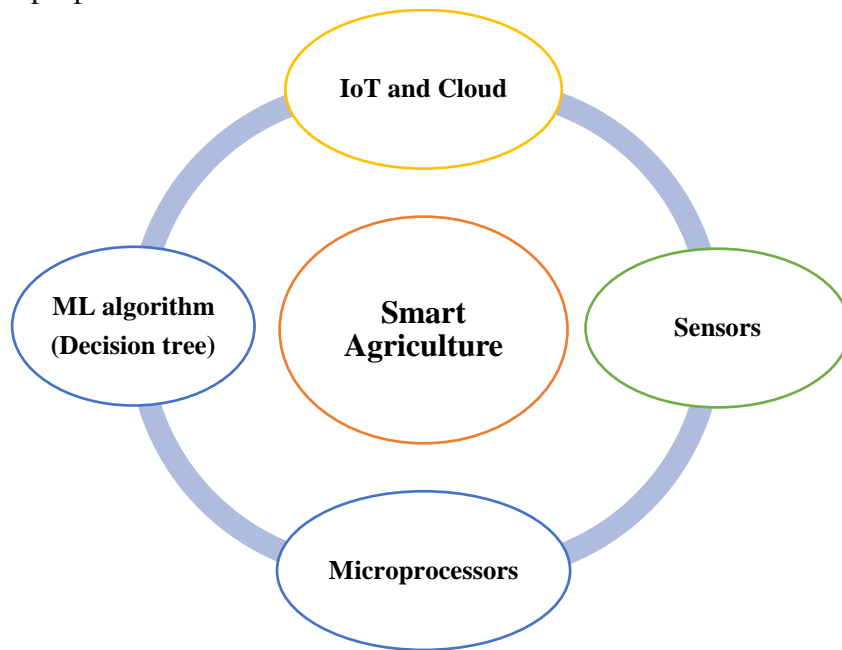 IoT and Cloud
ML algorithm
(Decision tree)
Smart
Agriculture
Sensors
Microprocessors